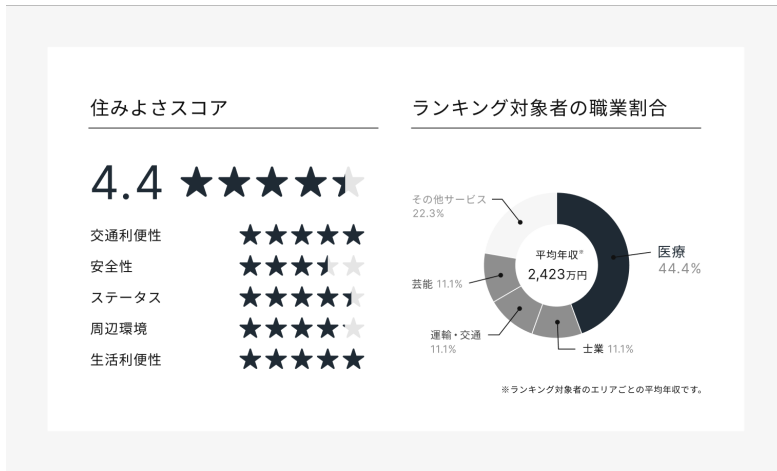 住みよさスコア
4.4
交通利便性
安全性
ステータス
周辺環境
生活利便性
ランキング対象者の職業割合
その他サービス
22.3%
平均年収※
2,423万円
医療
44.4%
芸能 11.1%
運輸・交通
11.1%
士業 11.1%
※ランキング対象者のエリアごとの平均年収です。